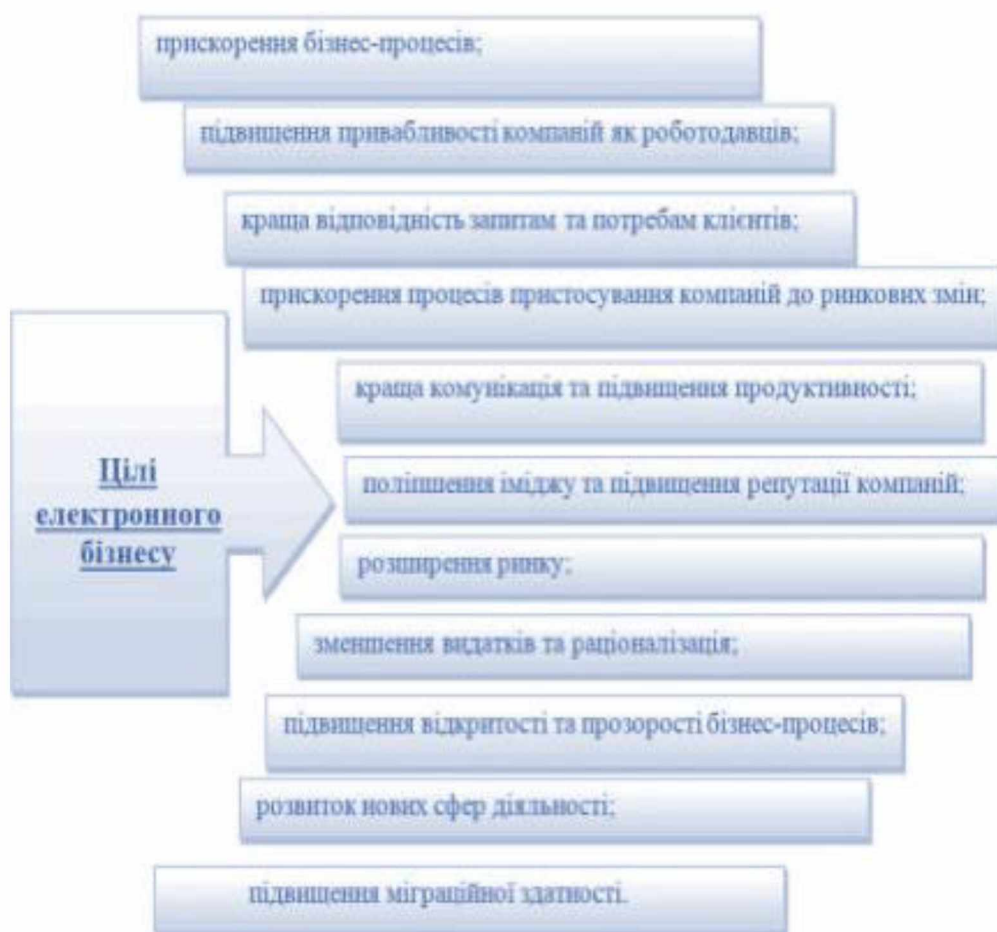 прискорення бізнес-процесів;
підвищення привабливості компаній як роботодавців;
краща відповідність запитам та потребам клієнтів;
прискорення процесів пристосування компаній до ринкових змін;
Цілі
електронного
бізнесу
краща комунікація та підвищення продуктивності;
поліпшення іміджу та підвищення репутації компаній;
розширення ринку;
зменшення видатків та раціоналізація;
підвищення відкритості та прозорості бізнес-процесів;
розвиток нових сфер діяльності;
підвищення міграційної здатності.